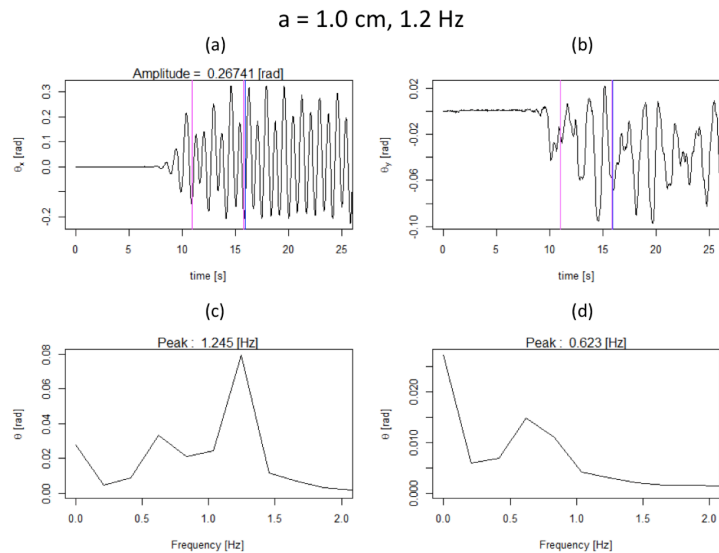 a = 1.0 cm, 1.2 Hz
(a)
(b)
Amplitude = 0.26741 [rad]
θx [rad]
0.3
0.2
0.1
0.0
-0.2
0 5 10 15 20 25
time [s]
θY [rad]
0.02
-0.02
-0.06
-0.10
0 5 10 15 20 25
time [s]
(c)
(d)
Peak : 1.245 [Hz]
θ [rad]
0.08
0.06
0.04
0.02
0.00
0.0 0.5 1.0 1.5 2.0
Frequency [Hz]
Peak : 0.623 [Hz]
θ [rad]
0.020
0.010
0.000
0.0 0.5 1.0 1.5 2.0
Frequency [Hz]